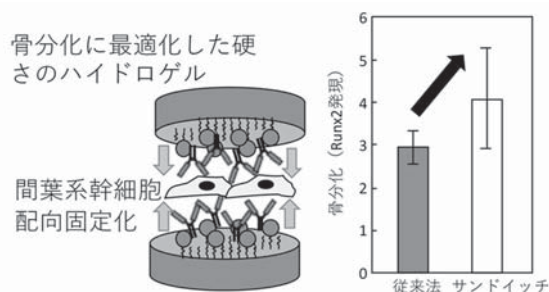 骨分化に最適化した硬
さのハイドロゲル
間葉系幹細胞
配向固定化
骨分化（Runx2発現）
6
5
4
3
2
1
0
従来法
サンドイッチ